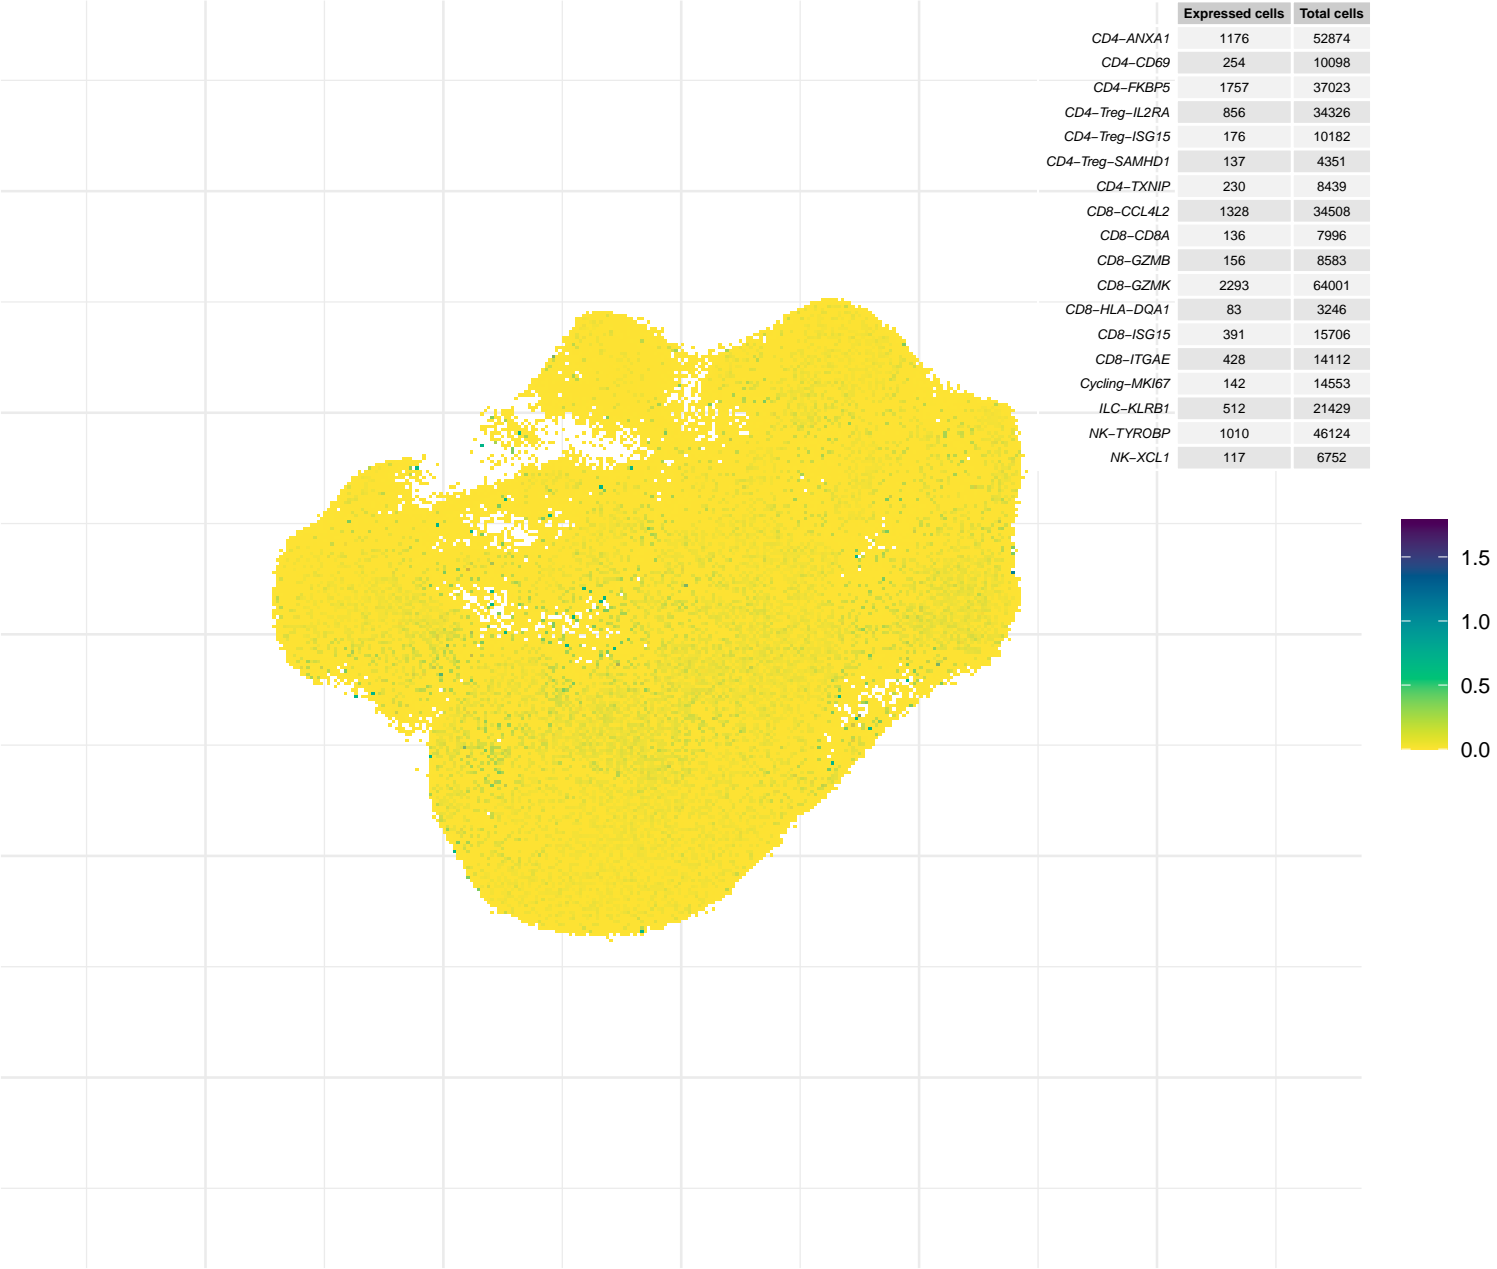 Expressed cells Total cells
CD4−ANXA1 1176 52874
CD4−CD69 254 10098
CD4−FKBP5 1757 37023
CD4−Treg−IL2RA 856 34326
CD4−Treg−ISG15 176 10182
CD4−Treg−SAMHD1 137 4351
CD4−TXNIP 230 8439
CD8−CCL4L2 1328 34508
CD8−CD8A 136 7996
CD8−GZMB 156 8583
CD8−GZMK 2293 64001
CD8−HLA−DQA1 83 3246
CD8−ISG15 391 15706
CD8−ITGAE 428 14112
Cycling−MKI67 142 14553
ILC−KLRB1 512 21429
NK−TYROBP 1010 46124
NK−XCL1 117 6752
1.5
1.0
0.5
0.0